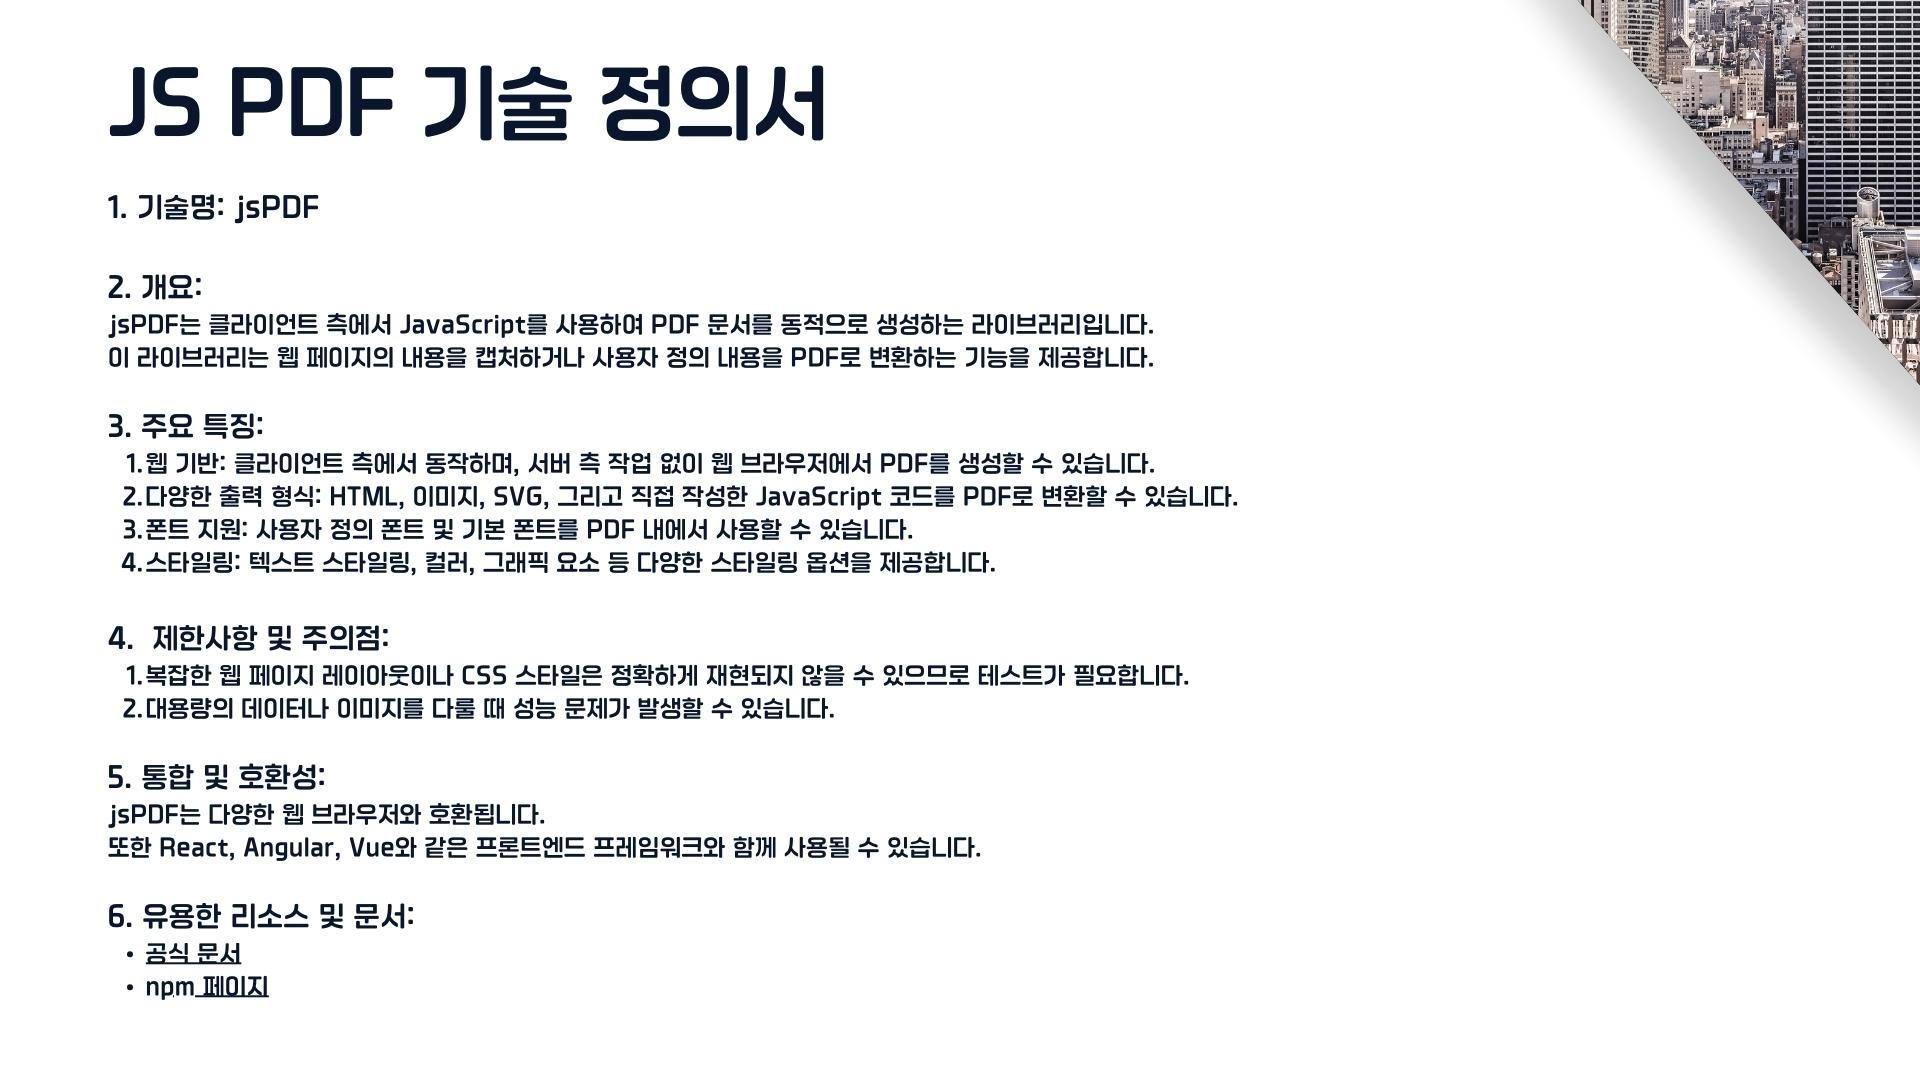 JS PDF 기술 정의서
1. 기술명: jsPDF
2. 개요:
jsPDF는 클라이언트 측에서 JavaScript를 사용하여 PDF 문서를 동적으로 생성하는 라이브러리입니다.
이 라이브러리는 웹 페이지의 내용을 캡처하거나 사용자 정의 내용을 PDF로 변환하는 기능을 제공합니다.
3. 주요 특징:
1. 웹 기반: 클라이언트 측에서 동작하며, 서버 측 작업 없이 웹 브라우저에서 PDF를 생성할 수 있습니다.
2. 다양한 출력 형식: HTML, 이미지, SVG, 그리고 직접 작성한 JavaScript 코드를 PDF로 변환할 수 있습니다.
3. 폰트 지원: 사용자 정의 폰트 및 기본 폰트를 PDF 내에서 사용할 수 있습니다.
4. 스타일링: 텍스트 스타일링, 컬러, 그래픽 요소 등 다양한 스타일링 옵션을 제공합니다.
4. 제한사항 및 주의점:
1. 복잡한 웹 페이지 레이아웃이나 CSS 스타일은 정확하게 재현되지 않을 수 있으므로 테스트가 필요합니다.
2. 대용량의 데이터나 이미지를 다룰 때 성능 문제가 발생할 수 있습니다.
5. 통합 및 호환성:
jsPDF는 다양한 웹 브라우저와 호환됩니다.
또한 React, Angular, Vue와 같은 프론트엔드 프레임워크와 함께 사용될 수 있습니다.
6. 유용한 리소스 및 문서:
• 공식 문서
• npm 페이지